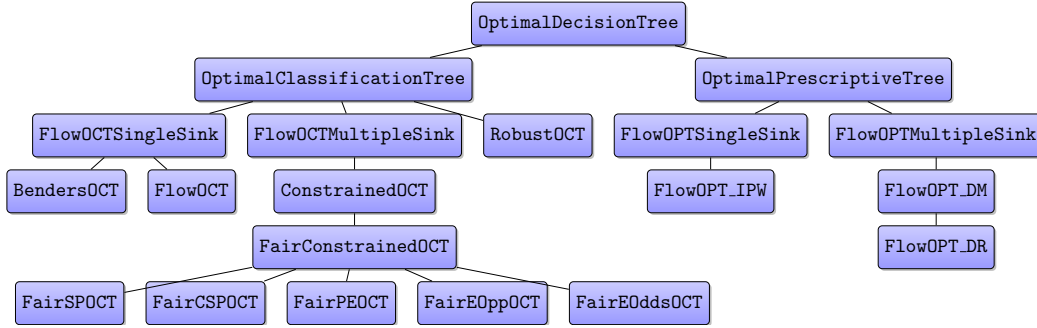 OptimalDecisionTree
OptimalClassificationTree
OptimalPrescriptiveTree
FlowOCTSingleSink
FlowOCTMultipleSink
RobustOCT
FlowOPTSingleSink
FlowOPTMultipleSink
BendersOCT
FlowOCT
ConstrainedOCT
FlowOPT_IPW
FlowOPT_DM
FairConstrainedOCT
FlowOPT_DR
FairSPOCT
FairCSPOCT
FairPEOCT
FairEOppOCT
FairEOddsOCT